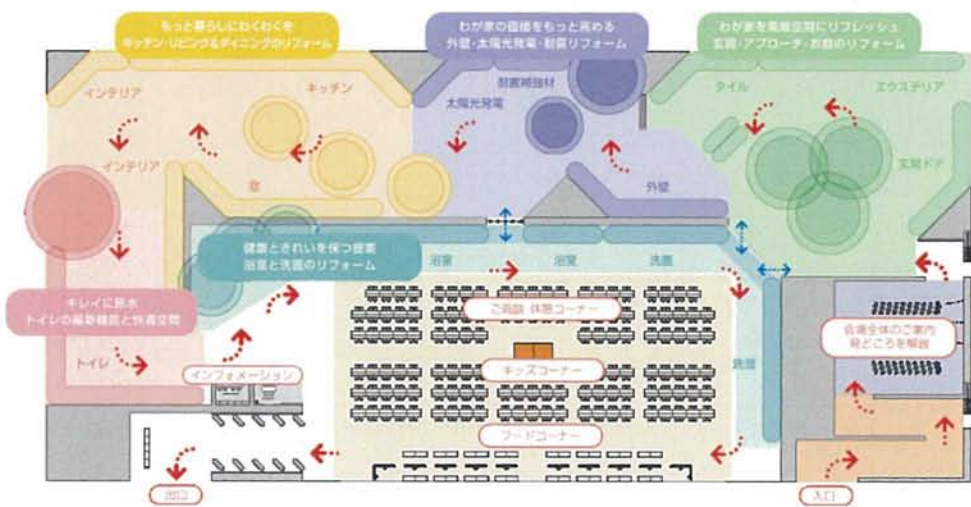 もっと暮らしにわくわくを
キッチン・リビング&ダイニングのリフォーム
わが家の価値をもっと高める
外壁・太陽光発電・耐震リフォーム
わが家を素敵空間にリフレッシュ
玄関・アプローチ・お庭のリフォーム
インテリア
キッチン
耐震補強材
太陽光発電
タイル
エクステリア
インテリア
窓
外壁
玄関ドア
健康ときれいを保つ提案
浴室と洗面のリフォーム
浴室
浴室
洗面
キレイに節水
トイレの最新機能と快適空間
ご商談・休憩コーナー
会場全体のご案内
見どころを解説
トイレ
インフォメーション
キッズコーナー
洗面
フードコーナー
出口
入口